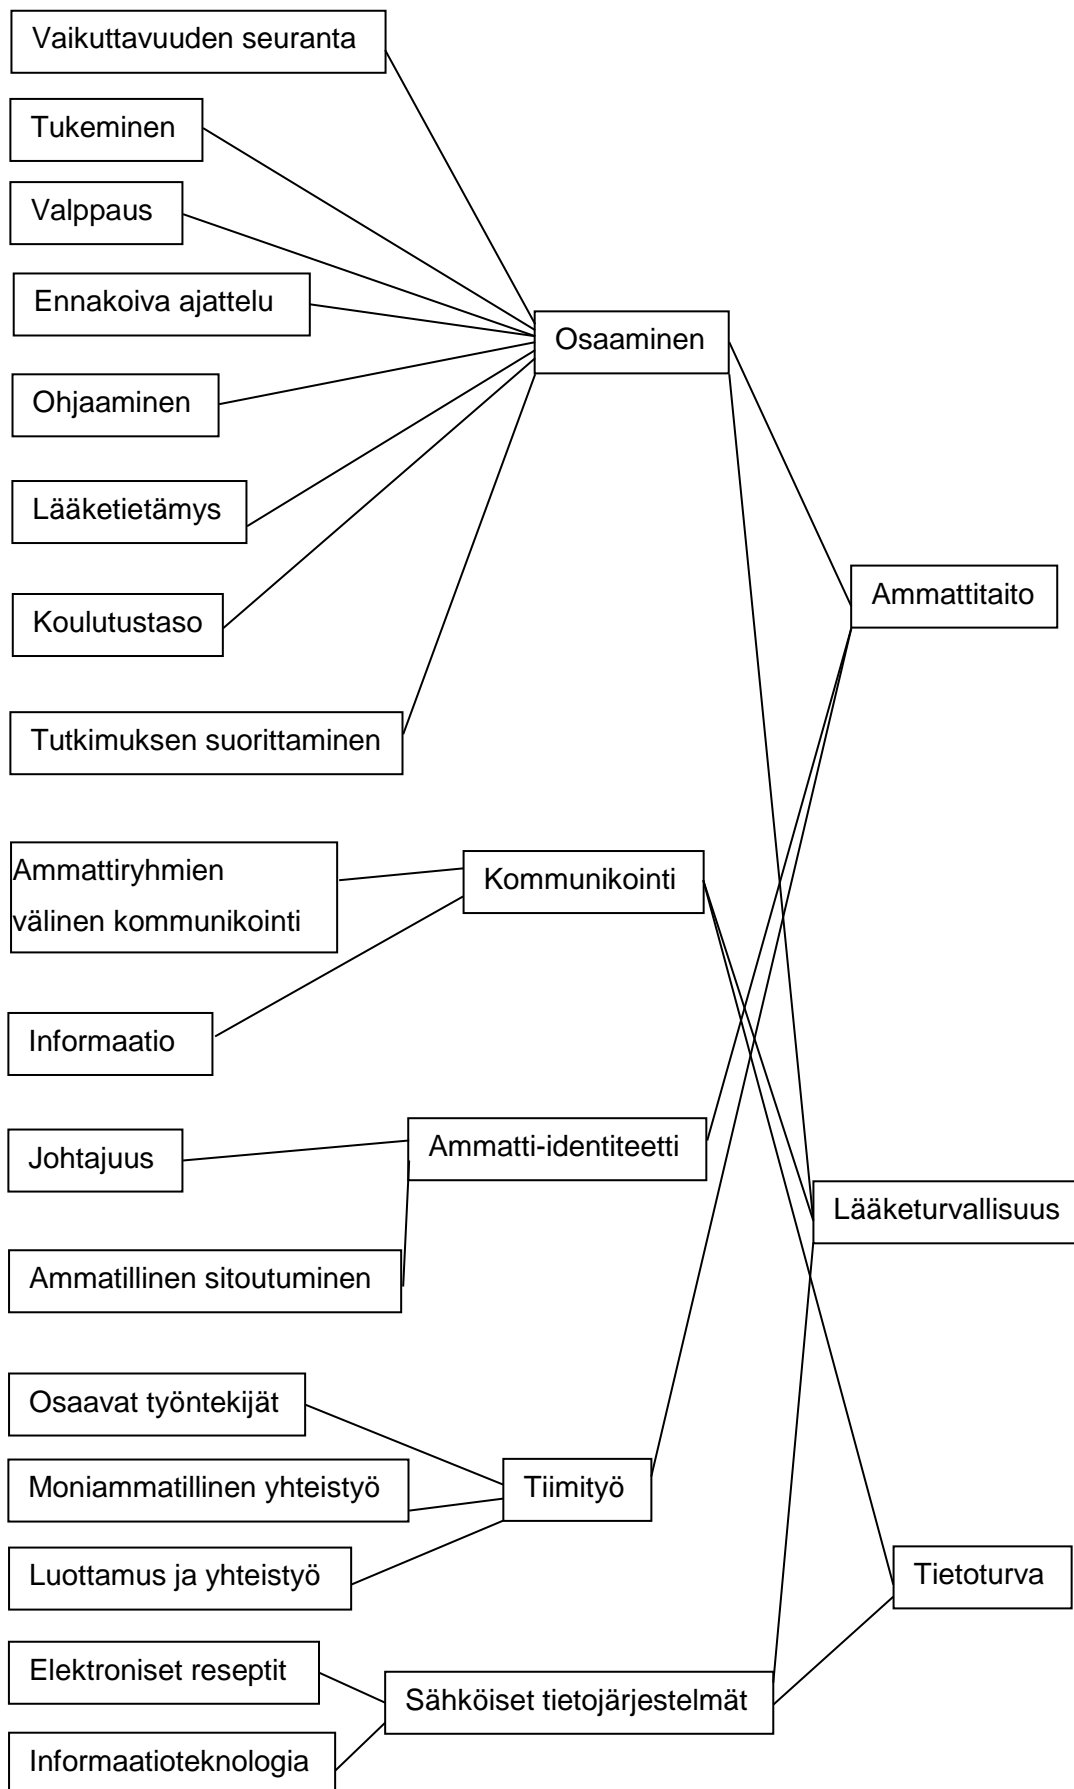 Vaikuttavuuden seuranta
Tukeminen
Valppaus
Ennakoiva ajattelu
Ohjaaminen
Lääketietämys
Koulutustaso
Tutkimuksen suorittaminen
Ammattiryhmien
välinen kommunikointi
Informaatio
Johtajuus
Ammatillinen sitoutuminen
Osaavat työntekijät
Moniammatillinen yhteistyö
Luottamus ja yhteistyö
Elektroniset reseptit
Informaatioteknologia
Osaaminen
Kommunikointi
Ammatti-identiteetti
Tiimityö
Sähköiset tietojärjestelmät
Ammattitaito
Lääketurvallisuus
Tietoturva